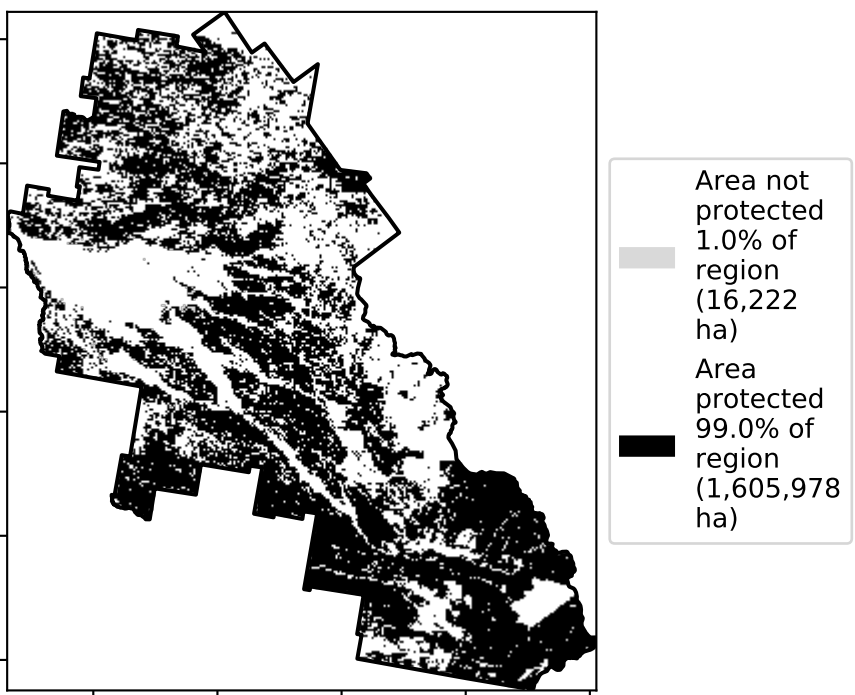 Area not
protected
1.0% of
region
(16,222
ha)
Area
protected
99.0% of
region
(1,605,978
ha)